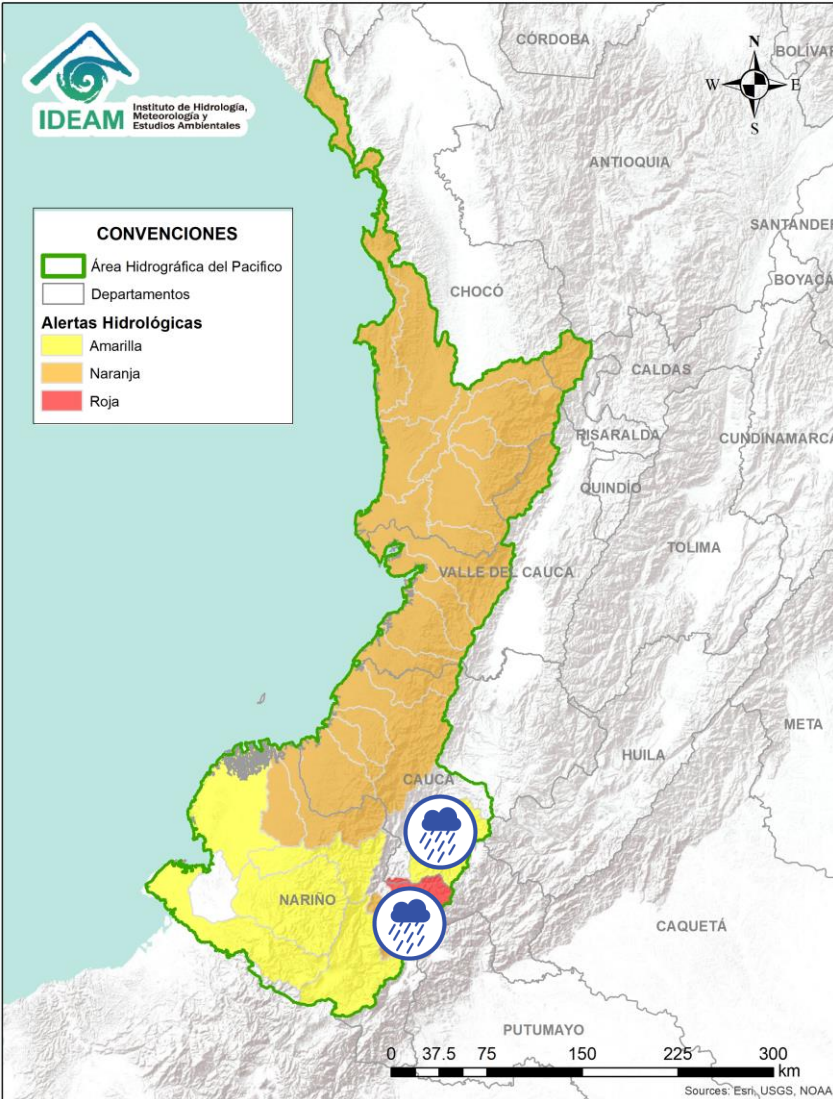 IDEAM
Instituto de Hidrología,
Meteorología y
Estudios Ambientales
N
W
E
S
CÓRDOBA
BOLÍVAR
ANTIOQUIA
SANTANDER
BOYACÁ
CHOCÓ
CALDAS
RISARALDA
CUNDINAMARCA
QUINDÍO
TOLIMA
VALLE DEL CAUCA
META
HUILA
CAUCA
NARIÑO
CAQUETÁ
PUTUMAYO
CONVENCIONES
Área Hidrográfica del Pacifico
Departamentos
Alertas Hidrológicas
Amarilla
Naranja
Roja
0 37.5 75 150 225 300
km
Sources: Esri, USGS, NOAA